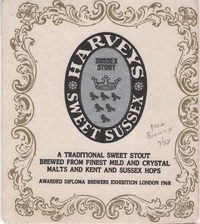 HARVEYS
SUSSEX
STOUT
SWEET SUSSEX
A TRADITIONAL SWEET STOUT
BREWED FROM FINEST MILD AND CRYSTAL
MALTS AND KENT AND SUSSEX HOPS
AWARDED DIPLOMA BREWERS EXHIBITION LONDON 1968